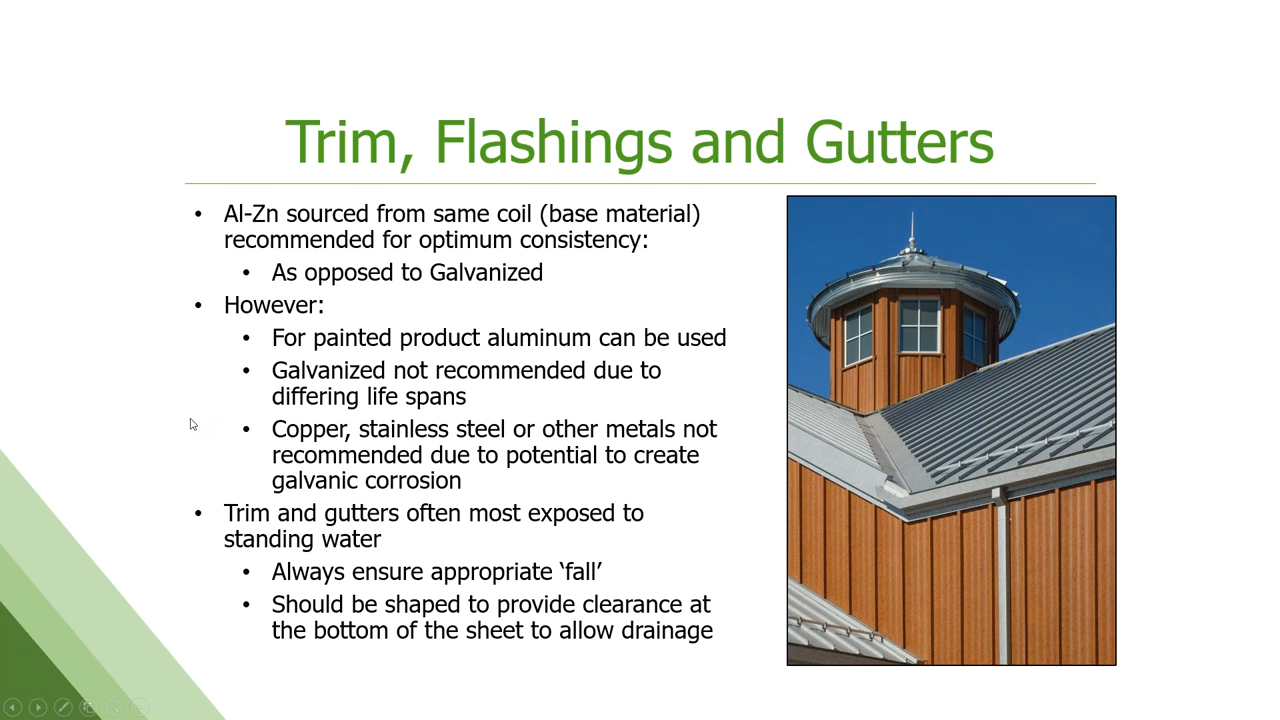 Trim, Flashings and Gutters
• Al-Zn sourced from same coil (base material)
recommended for optimum consistency:
• As opposed to Galvanized
• However:
• For painted product aluminum can be used
• Galvanized not recommended due to
differing life spans
• Copper, stainless steel or other metals not
recommended due to potential to create
galvanic corrosion
• Trim and gutters often most exposed to
standing water
• Always ensure appropriate ‘fall’
• Should be shaped to provide clearance at
the bottom of the sheet to allow drainage